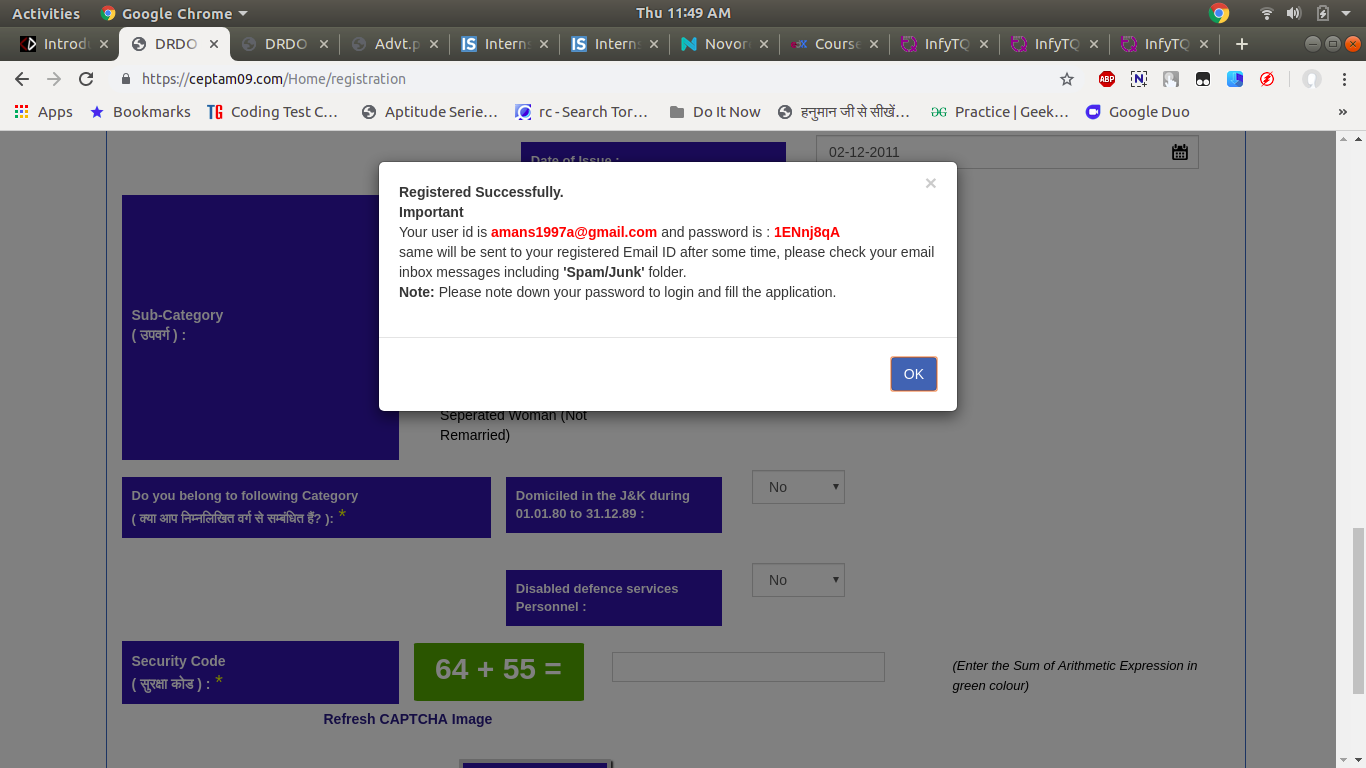 Activities Google Chrome Thu 11:49 AM
Introdu DRDO DRDO Advt.p Interns Interns Novor Course InfyTQ InfyTQ InfyTQ
https://ceptam09.com/Home/registration
Apps Bookmarks TG Coding Test C... Aptitude Serie... rc - Search Tor... Do It Now हनुमान जी से सीखें... Practice | Geek... Google Duo »
Date of Issue :
02-12-2011
Registered Successfully.
×
Important
Your user id is amans1997a@gmail.com and password is : 1ENnj8qA
same will be sent to your registered Email ID after some time, please check your email
inbox messages including 'Spam/Junk' folder.
Note: Please note down your password to login and fill the application.
OK
Sub-Category
( उपवर्ग ) :
Seperated Woman (Not
Remarried)
Do you belong to following Category
( क्या आप निम्नलिखित वर्ग से सम्बंधित हैं? ): *
Domiciled in the J&K during
01.01.80 to 31.12.89 :
No
Disabled defence services
Personnel :
No
Security Code
( सुरक्षा कोड ) : *
64 + 55 =
(Enter the Sum of Arithmetic Expression in
green colour)
Refresh CAPTCHA Image